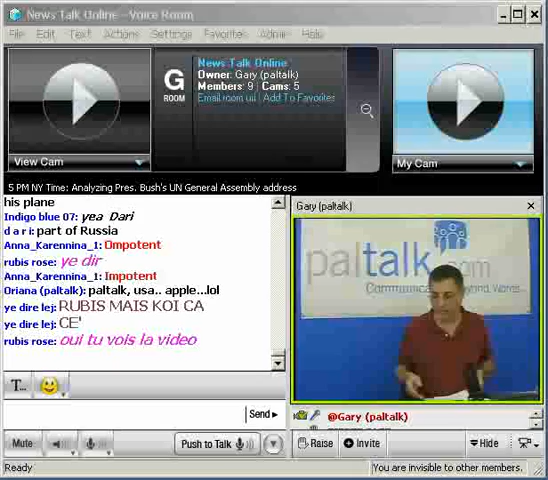 News Talk Online - Voice Room
File Edit Text Actions Settings Favorites Admin Help
News Talk Online
Owner: Gary (paltalk)
G Members: 9 | Cams: 5
ROOM Email room url | Add To Favorites
View Cam
My Cam
5 PM NY Time: Analyzing Pres. Bush's UN General Assembly address
his plane
Indigo blue 07: yea Dari
d a r i: part of Russia
Anna_Karennina_1: Ompotent
rubis rose: ye dir
Anna_Karennina_1: Impotent
Oriana (paltalk): paltalk, usa.. apple...lol
ye dire lej: RUBIS MAIS KOI CA
ye dire lej: CE'
rubis rose: oui tu vois la video
Gary (paltalk)
paltalk.com
T...
Send
@Gary (paltalk)
Mute
Push to Talk
Raise
Invite
Hide
Ready
You are invisible to other members.